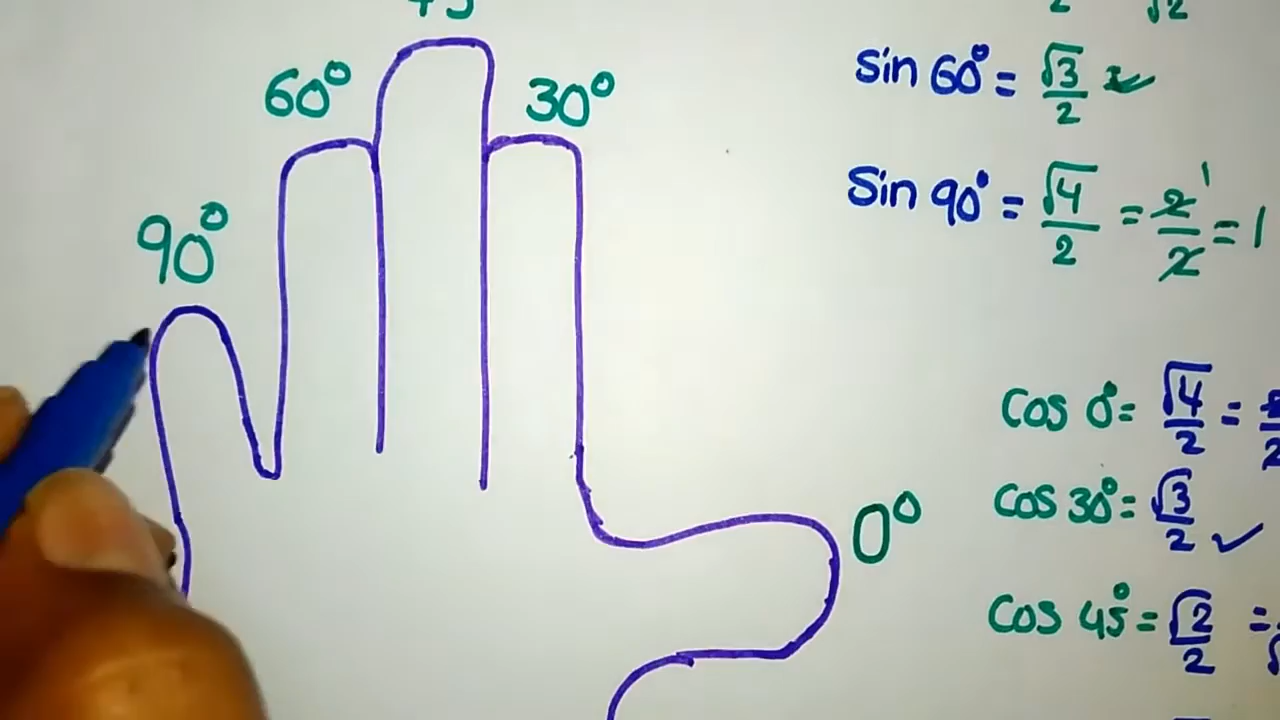 60°
30°
90°
0°
sin 60° = √3/2
sin 90° = √4/2 = 2/2 1 = 1
cos 0° = √4/2 =
cos 30° = √3/2 ✓
cos 45° = √2/2 =